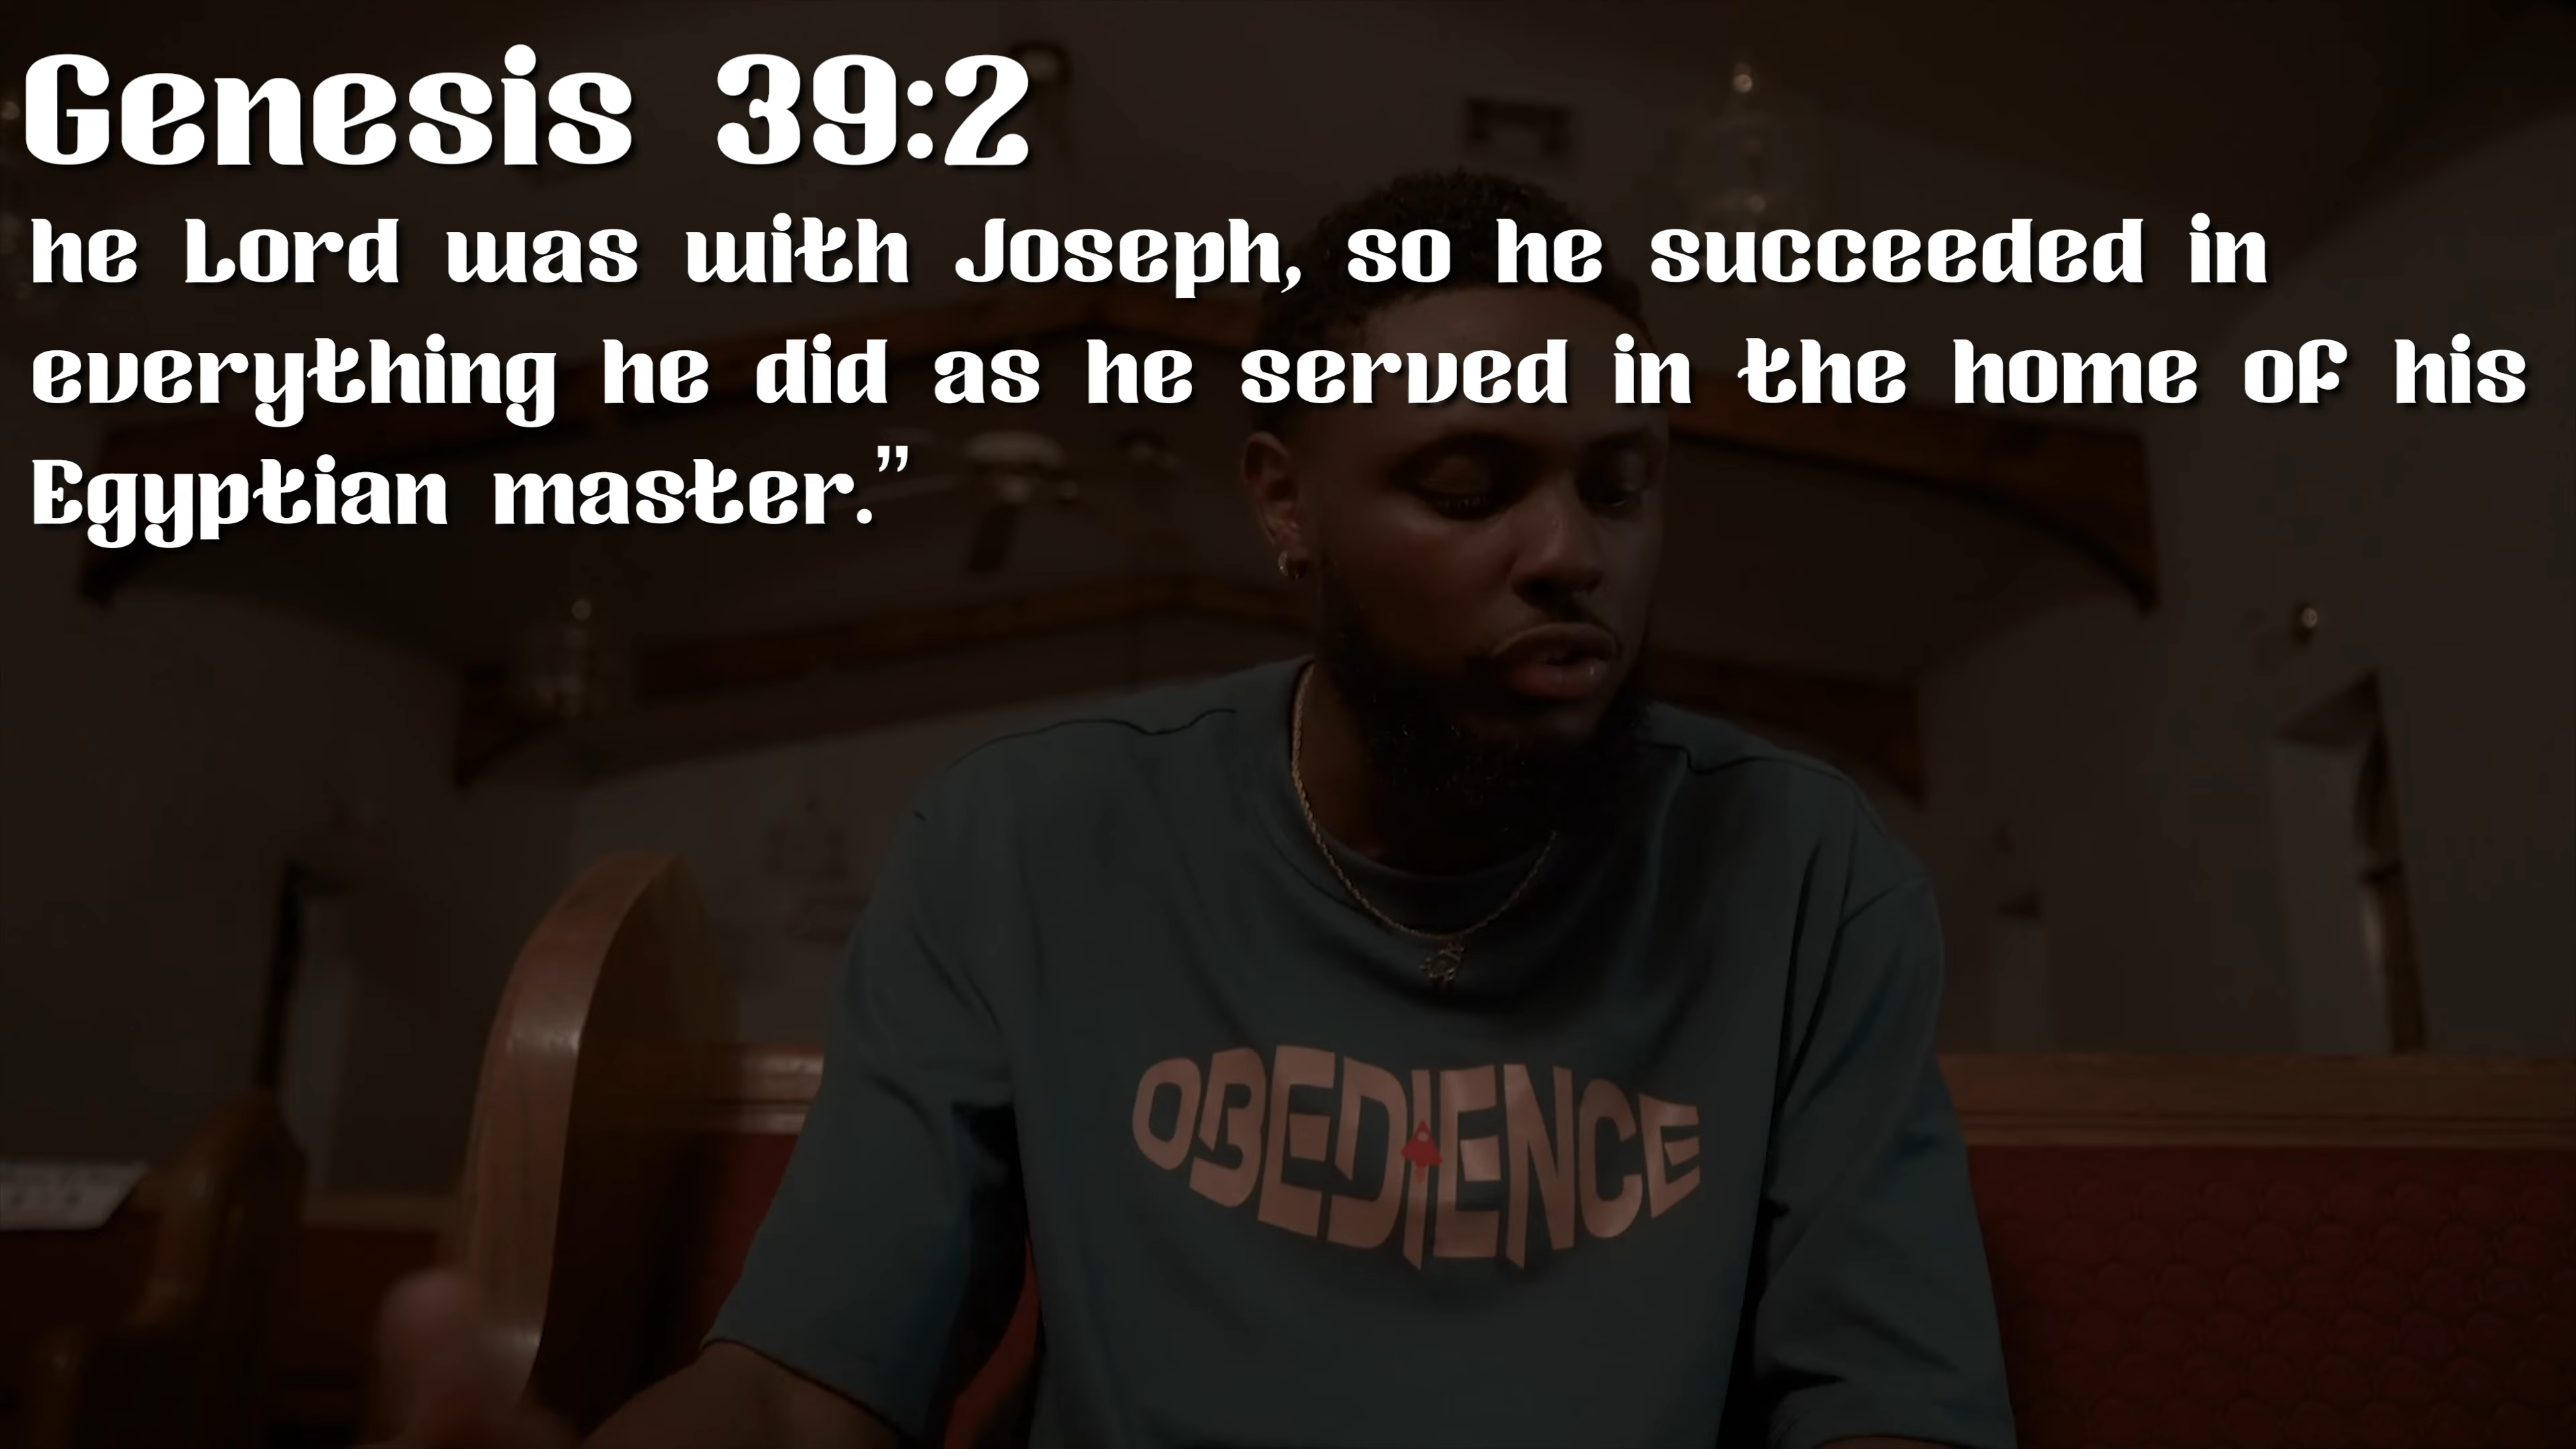 Genesis 39:2
he Lord was with Joseph, so he succeeded in
everything he did as he served in the home of his
Egyptian master.”
OBEDIENCE